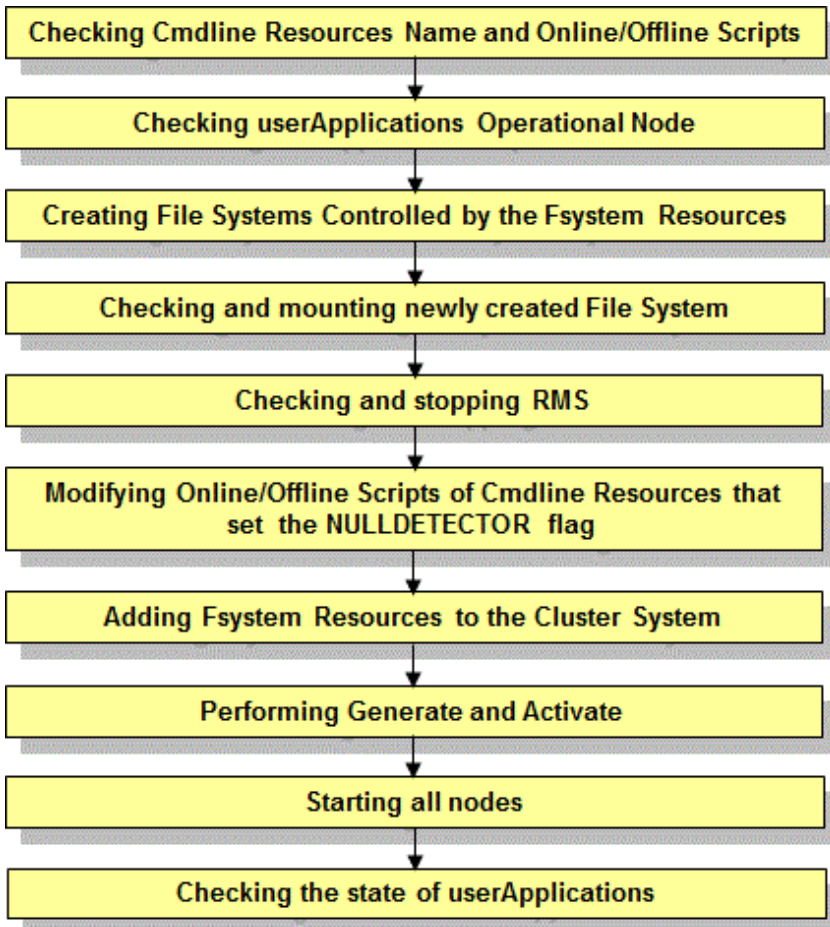 Checking Cmdline Resources Name and Online/Offline Scripts
Checking userApplications Operational Node
Creating File Systems Controlled by the Fsystem Resources
Checking and mounting newly created File System
Checking and stopping RMS
Modifying Online/Offline Scripts of Cmdline Resources that
set the NULLDETECTOR flag
Adding Fsystem Resources to the Cluster System
Performing Generate and Activate
Starting all nodes
Checking the state of userApplications